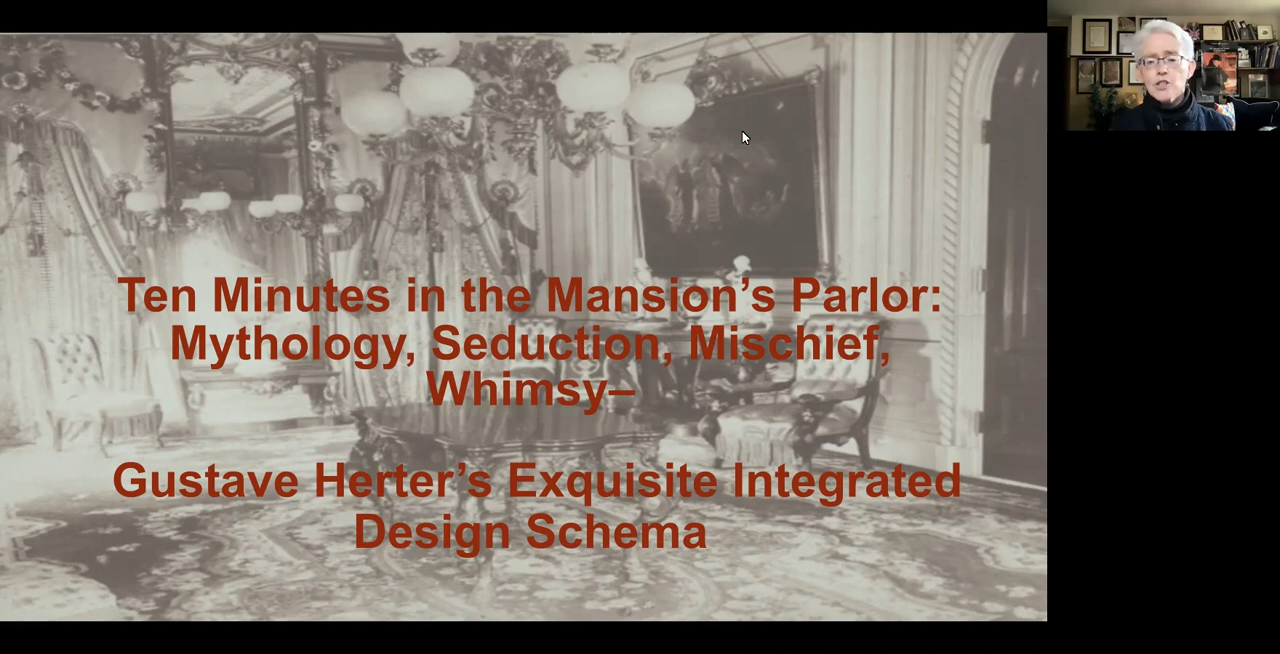 Ten Minutes in the Mansion’s Parlor:
Mythology, Seduction, Mischief,
Whimsy–
Gustave Herter’s Exquisite Integrated
Design Schema